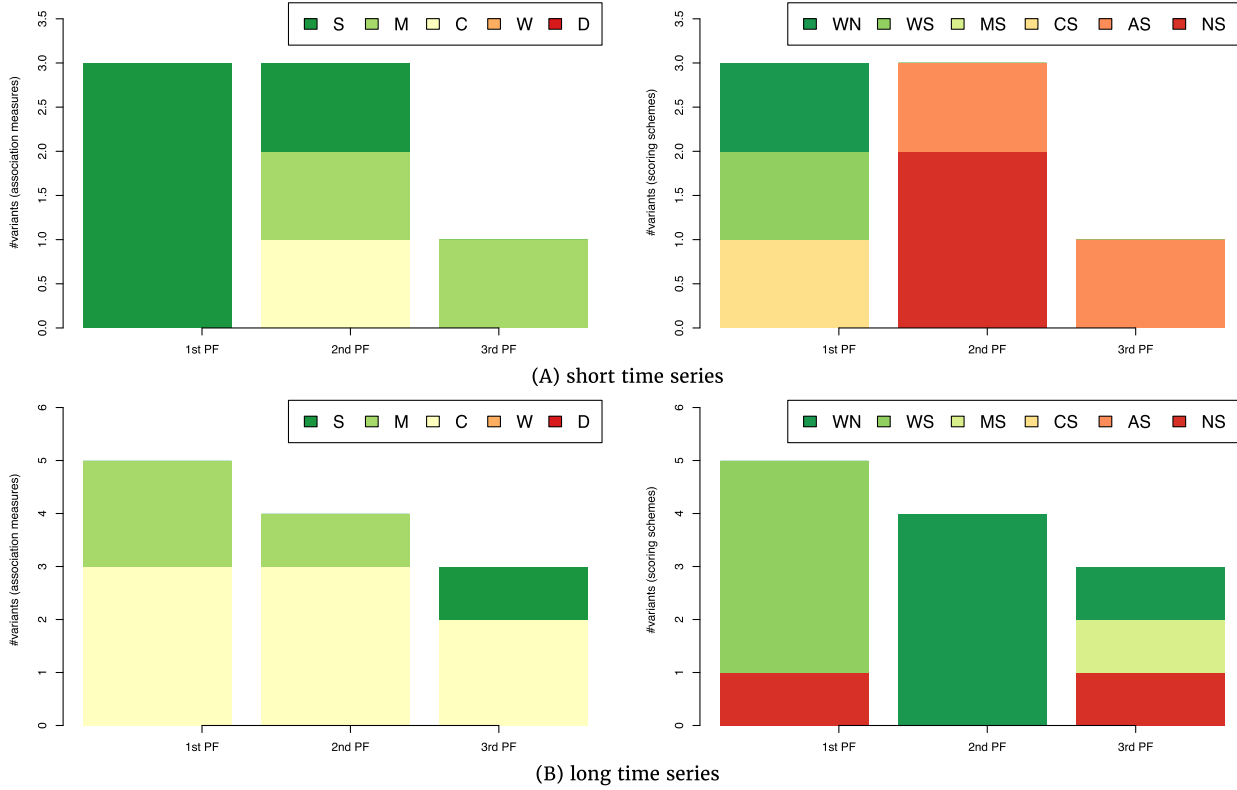 S M C W D
#variants (association measures)
3.5
3.0
2.5
2.0
1.5
1.0
0.5
0.0
1st PF 2nd PF 3rd PF
WN WS MS CS AS NS
#variants (scoring schemes)
3.5
3.0
2.5
2.0
1.5
1.0
0.5
0.0
1st PF 2nd PF 3rd PF
(A) short time series
S M C W D
#variants (association measures)
6
5
4
3
2
1
0
1st PF 2nd PF 3rd PF
WN WS MS CS AS NS
#variants (scoring schemes)
6
5
4
3
2
1
0
1st PF 2nd PF 3rd PF
(B) long time series